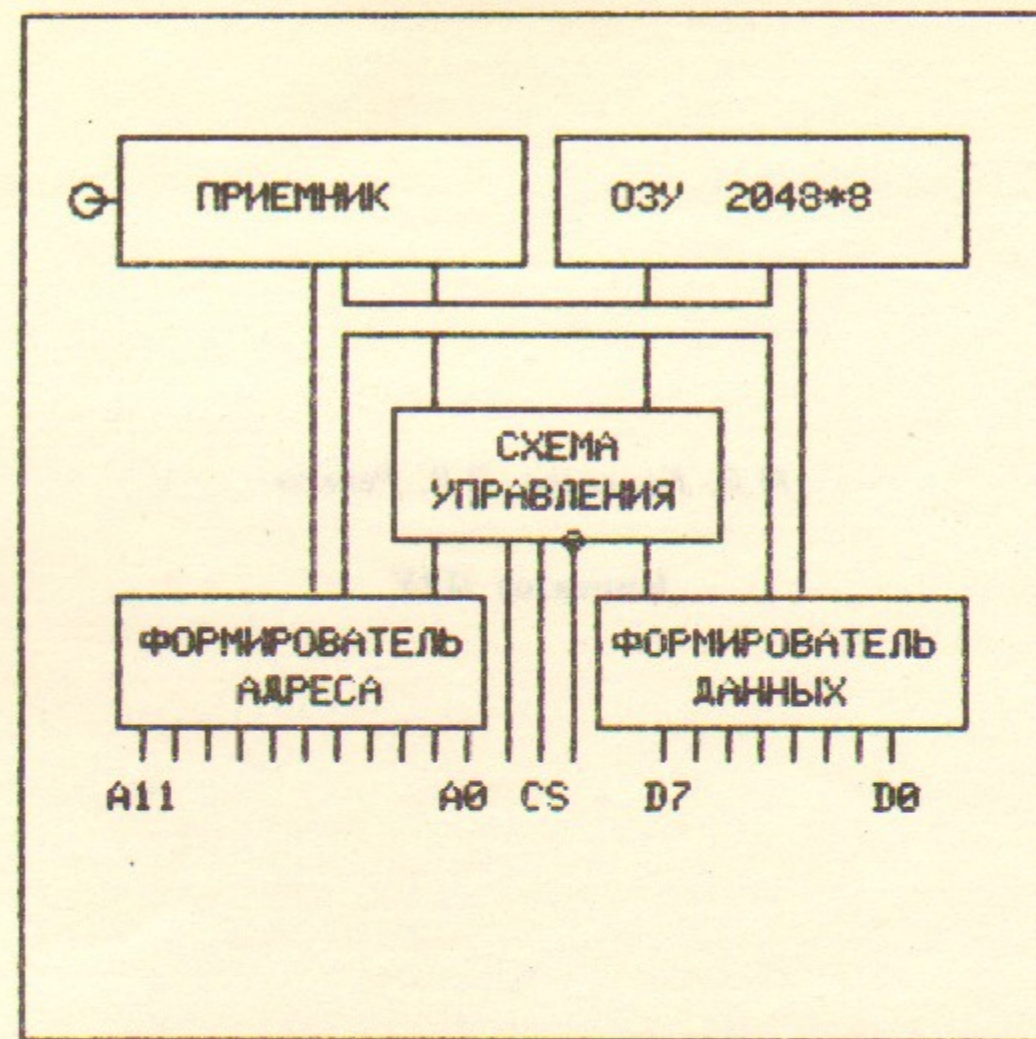 ПРИЕМНИК
ОЗУ 2048*8
СХЕМА
УПРАВЛЕНИЯ
ФОРМИРОВАТЕЛЬ
АДРЕСА
ФОРМИРОВАТЕЛЬ
ДАННЫХ
A11 A0 CS D7 D0